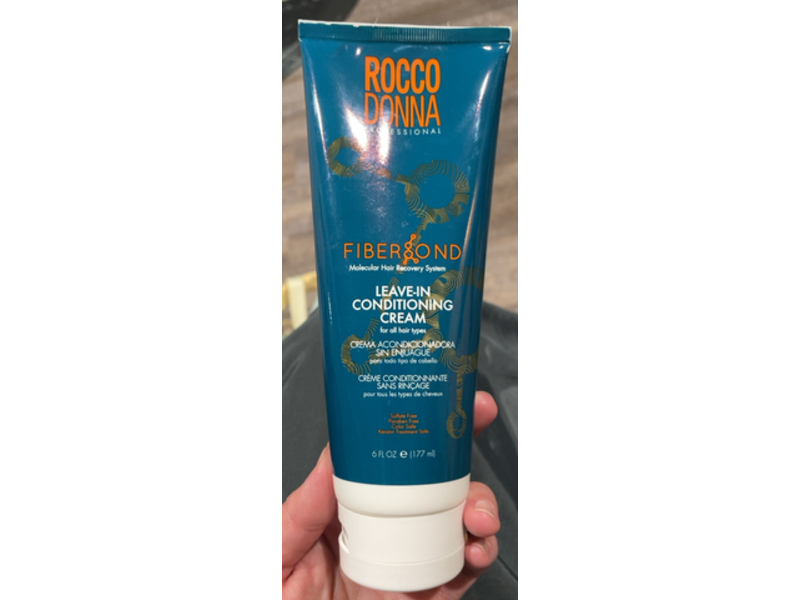 ROCCO
DONNA
PROFESSIONAL
FIBERBOND
Molecular Hair Recovery System
LEAVE-IN
CONDITIONING
CREAM
for all hair types
CREMA ACONDICIONADORA
SIN ENJUAGUE
para todo tipo de cabello
CRÈME CONDITIONNANTE
SANS RINÇAGE
pour tous les types de cheveux
Sulfate Free
Paraben Free
Color Safe
Keratin Treatment Safe
6 FL OZ e (177 ml)